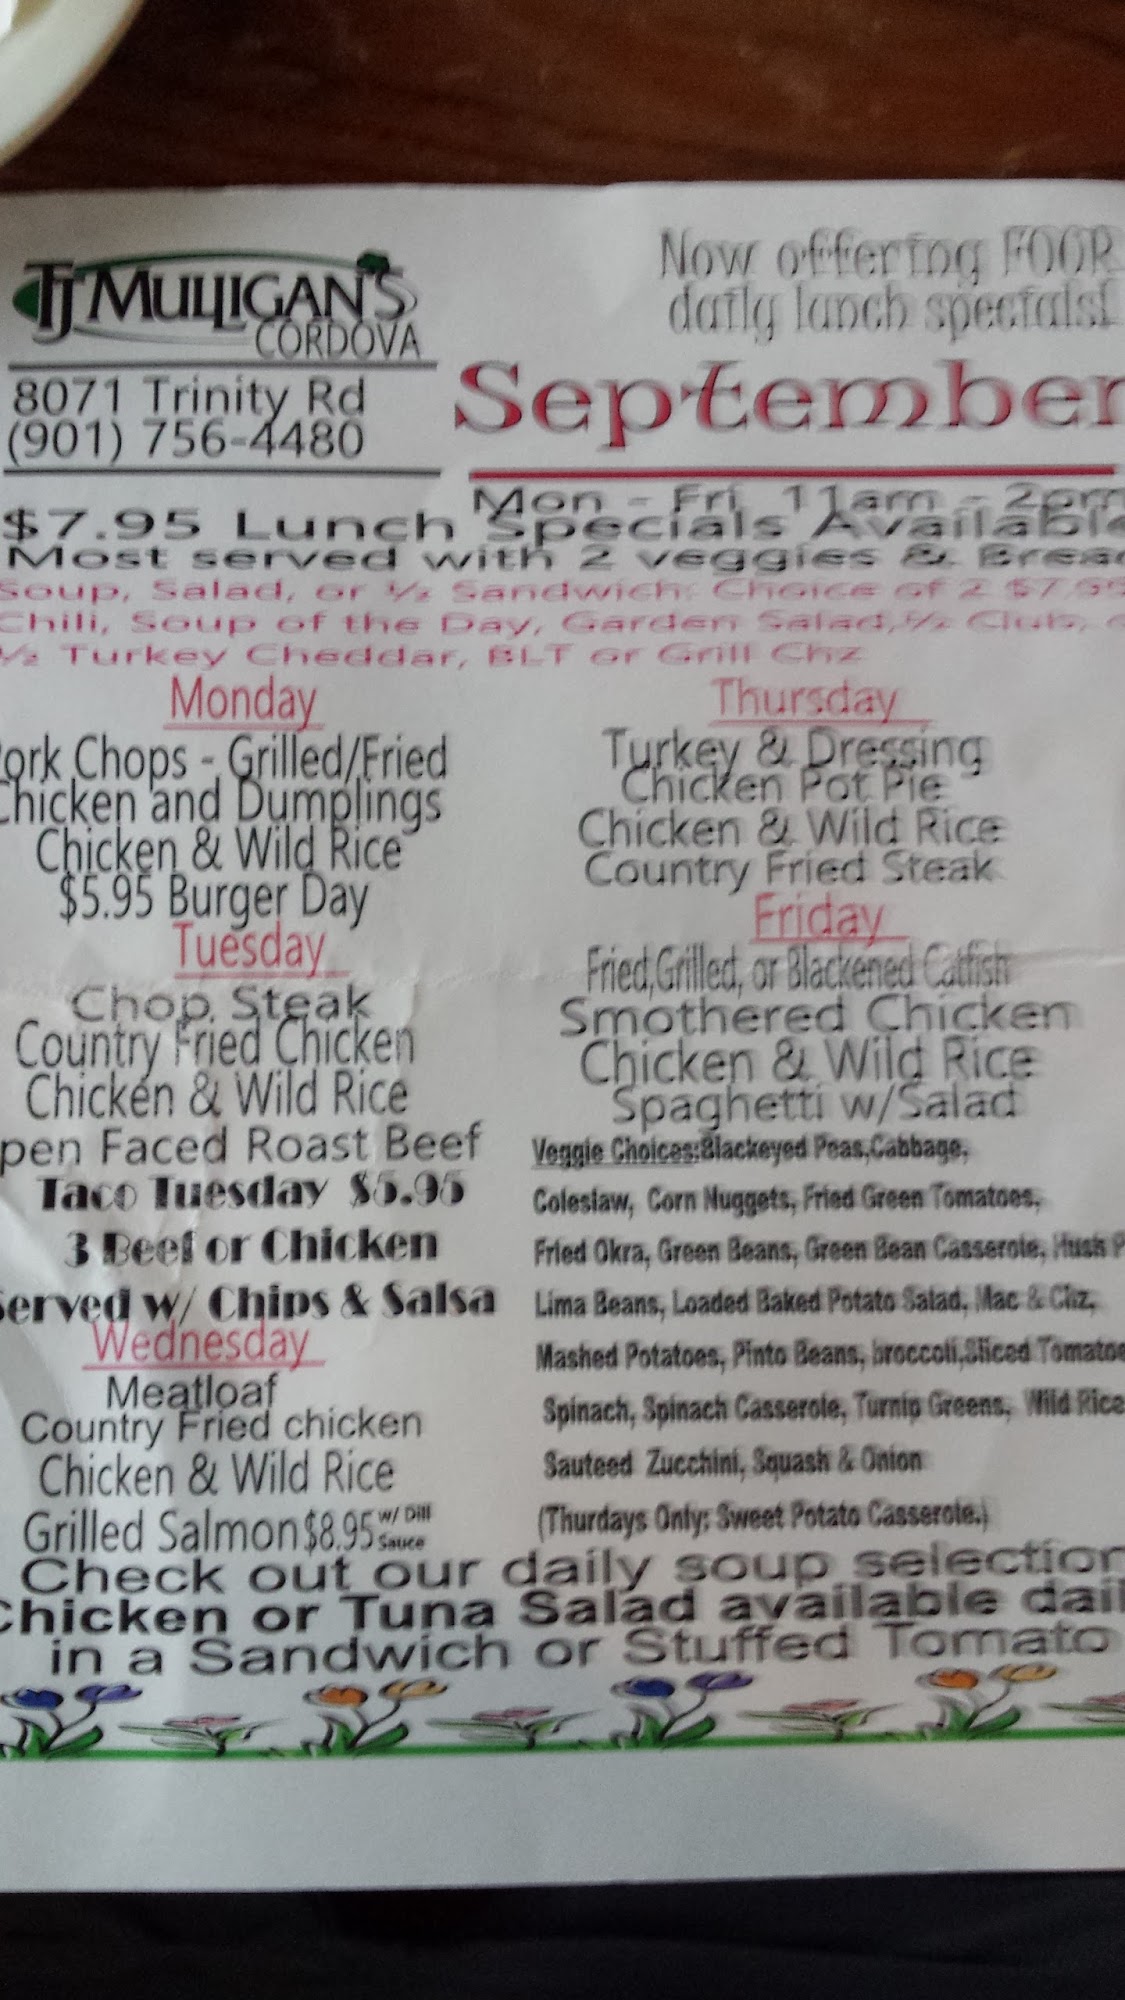 TJ MULLIGAN'S
CORDOVA
8071 Trinity Rd
(901) 756-4480
Now offering FOOR
daily lunch specials!
September
Mon - Fri 11am - 2pm
$7.95 Lunch Specials Available
Most served with 2 veggies & Brea
Soup, Salad, or ½ Sandwich: Choice of 2 $7.95
Chili, Soup of the Day, Garden Salad,½ Club,
½ Turkey Cheddar, BLT or Grill Chz
Monday
Pork Chops - Grilled/Fried
Chicken and Dumplings
Chicken & Wild Rice
$5.95 Burger Day
Tuesday
Chop Steak
Country Fried Chicken
Chicken & Wild Rice
pen Faced Roast Beef
Taco Tuesday $5.95
3 Beef or Chicken
Served w/ Chips & Salsa
Wednesday
Meatloaf
Country Fried chicken
Chicken & Wild Rice
Grilled Salmon $8.95 w/ Dill Sauce
Thursday
Turkey & Dressing
Chicken Pot Pie
Chicken & Wild Rice
Country Fried Steak
Friday
Fried,Grilled, or Blackened Catfish
Smothered Chicken
Chicken & Wild Rice
Spaghetti w/Salad
Veggie Choices:Blackeyed Peas,Cabbage,
Coleslaw, Corn Nuggets, Fried Green Tomatoes,
Fried Okra, Green Beans, Green Bean Casserole, Hush P
Lima Beans, Loaded Baked Potato Salad, Mac & Chz,
Mashed Potatoes, Pinto Beans, broccoli,Sliced Tomatoe
Spinach, Spinach Casserole, Turnip Greens, Wild Rice
Sauteed Zucchini, Squash & Onion
(Thurdays Only: Sweet Potato Casserole.)
Check out our daily soup selection
Chicken or Tuna Salad available dail
in a Sandwich or Stuffed Tomato